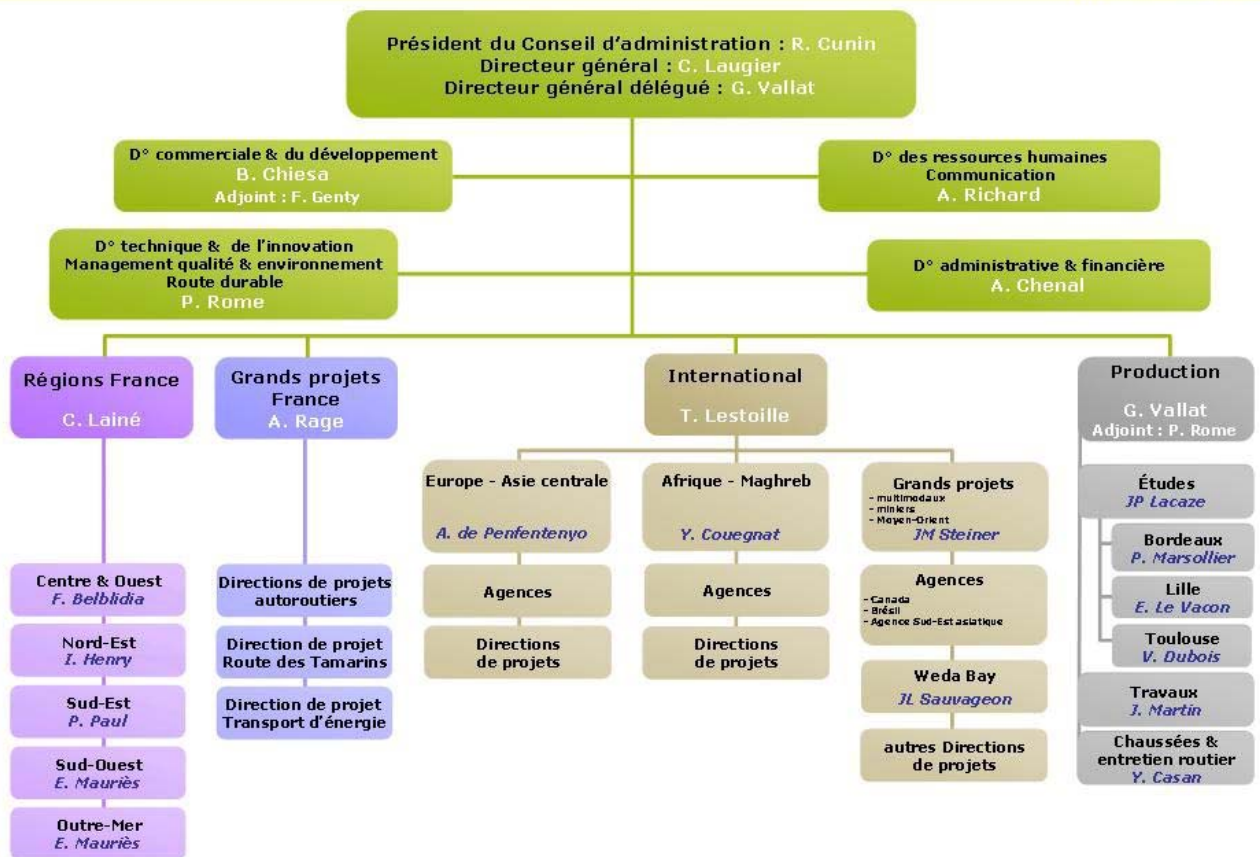 Président du Conseil d'administration : R. Cunin
Directeur général : C. Laugier
Directeur général délégué : G. Vallat
D° commerciale & du développement
B. Chiesa
Adjoint : F. Genty
D° des ressources humaines
Communication
A. Richard
D° technique & de l'innovation
Management qualité & environnement
Route durable
P. Rome
D° administrative & financière
A. Chenal
Régions France
C. Lainé
Centre & Ouest
F. Belblidia
Nord-Est
I. Henry
Sud-Est
P. Paul
Sud-Ouest
E. Mauriès
Outre-Mer
E. Mauriès
Grands projets
France
A. Rage
Directions de projets
autoroutiers
Direction de projet
Route des Tamarins
Direction de projet
Transport d'énergie
International
T. Lestoille
Europe - Asie centrale
A. de Penfentenyo
Agences
Directions
de projets
Afrique - Maghreb
Y. Couegnat
Agences
Directions
de projets
Grands projets
- multimodaux
- miniers
- Moyen-Orient
JM Steiner
Agences
- Canada
- Brésil
- Agence Sud-Est asiatique
Weda Bay
JL Sauvageon
autres Directions
de projets
Production
G. Vallat
Adjoint : P. Rome
Études
JP Lacaze
Bordeaux
P. Marsollier
Lille
E. Le Vacon
Toulouse
V. Dubois
Travaux
J. Martin
Chaussées &
entretien routier
Y. Casan